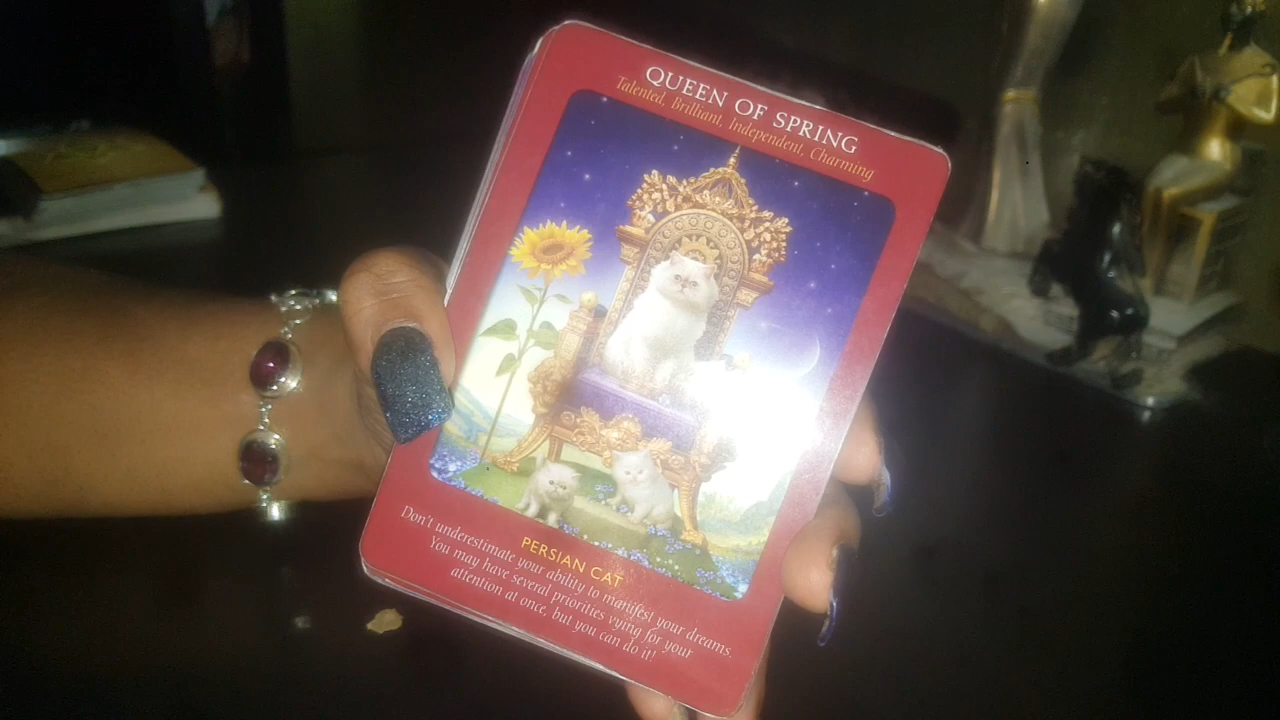 QUEEN OF SPRING
Talented, Brilliant, Independent, Charming
PERSIAN CAT
Don't underestimate your ability to manifest your dreams.
You may have several priorities vying for your
attention at once, but you can do it!